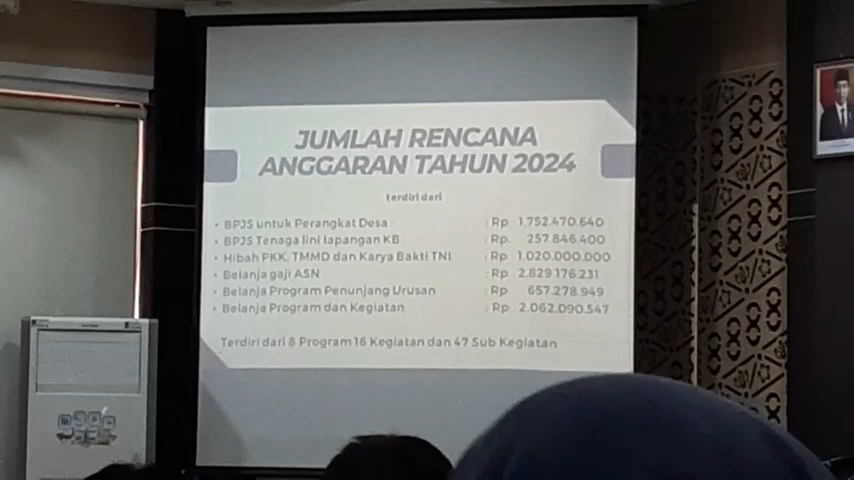 JUMLAH RENCANA
ANGGARAN TAHUN 2024
terdiri dari
• BPJS untuk Perangkat Desa : Rp 1.752.470.640
• BPJS Tenaga lini lapangan KB : Rp. 257.846.400
• Hibah PKK, TMMD dan Karya Bakti TNI : Rp 1.020.000.000
• Belanja gaji ASN : Rp 2.829.176.231
• Belanja Program Penunjang Urusan : Rp 657.278.949
• Belanja Program dan Kegiatan : Rp 2.062.090.547
Terdiri dari 8 Program 16 Kegiatan dan 47 Sub Kegiatan